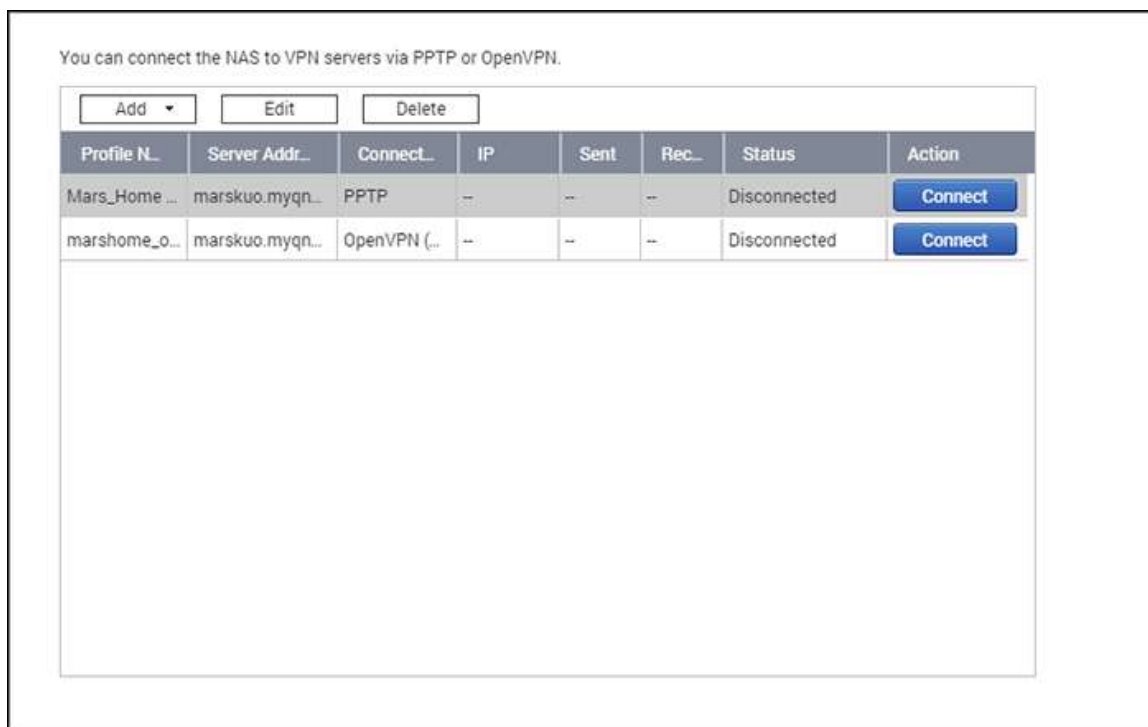 You can connect the NAS to VPN servers via PPTP or OpenVPN.
Add Edit Delete
Profile N... Server Addr... Connect... IP Sent Rec... Status Action
Mars_Home ... marskuo.myqn... PPTP -- -- -- Disconnected Connect
marshome_o... marskuo.myqn... OpenVPN (... -- -- -- Disconnected Connect